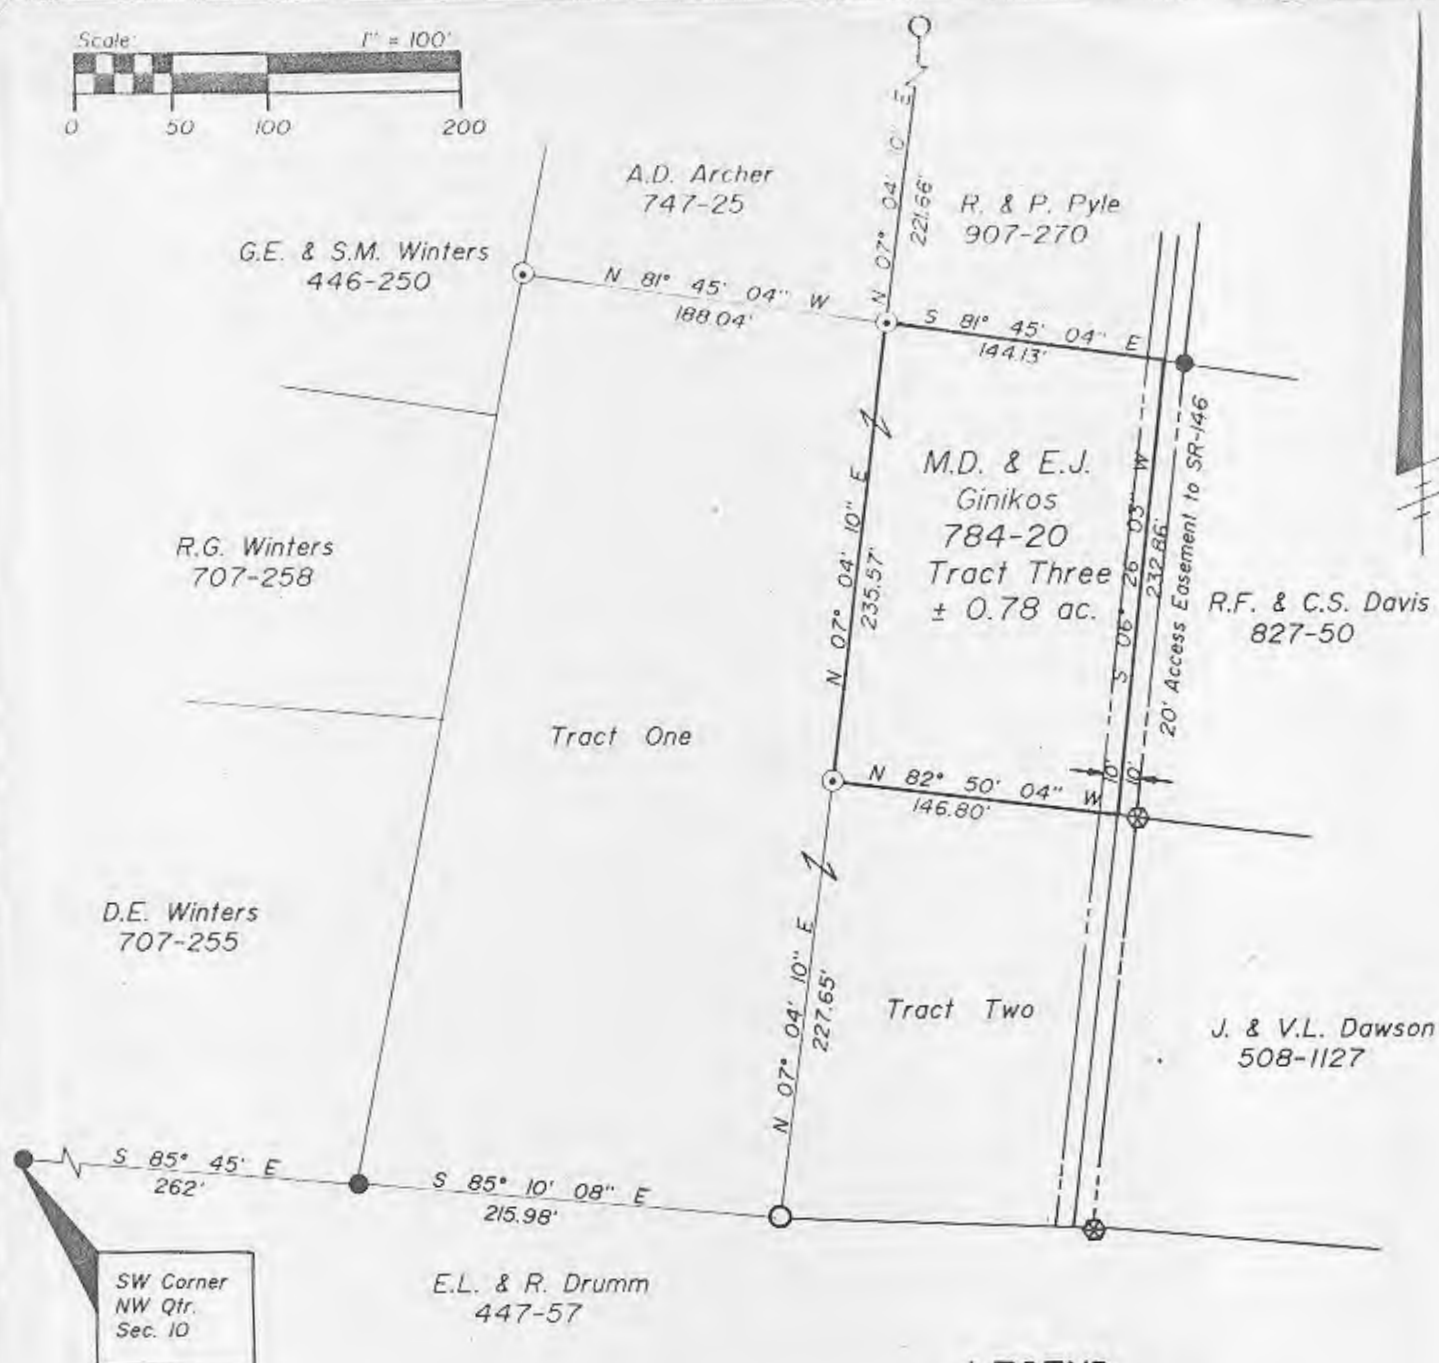 Scale: 1" = 100'
0 50 100 200
A.D. Archer
747-25
G.E. & S.M. Winters
446-250
N 07° 04' 10" E
221.66'
R. & P. Pyle
907-270
N 81° 45' 04" W
188.04'
S 81° 45' 04" E
144.13'
M.D. & E.J.
Ginikos
784-20
Tract Three
± 0.78 ac.
N 07° 04' 10" E
235.57'
S 06° 26' 03" W
232.86'
20' Access Easement to SR-146
R.G. Winters
707-258
R.F. & C.S. Davis
827-50
Tract One
N 82° 50' 04" W
146.80'
10' 10'
D.E. Winters
707-255
N 07° 04' 10" E
227.65'
Tract Two
J. & V.L. Dawson
508-1127
S 85° 45' E
262'
S 85° 10' 08" E
215.98'
SW Corner
NW Qtr.
Sec. 10
E.L. & R. Drumm
447-57